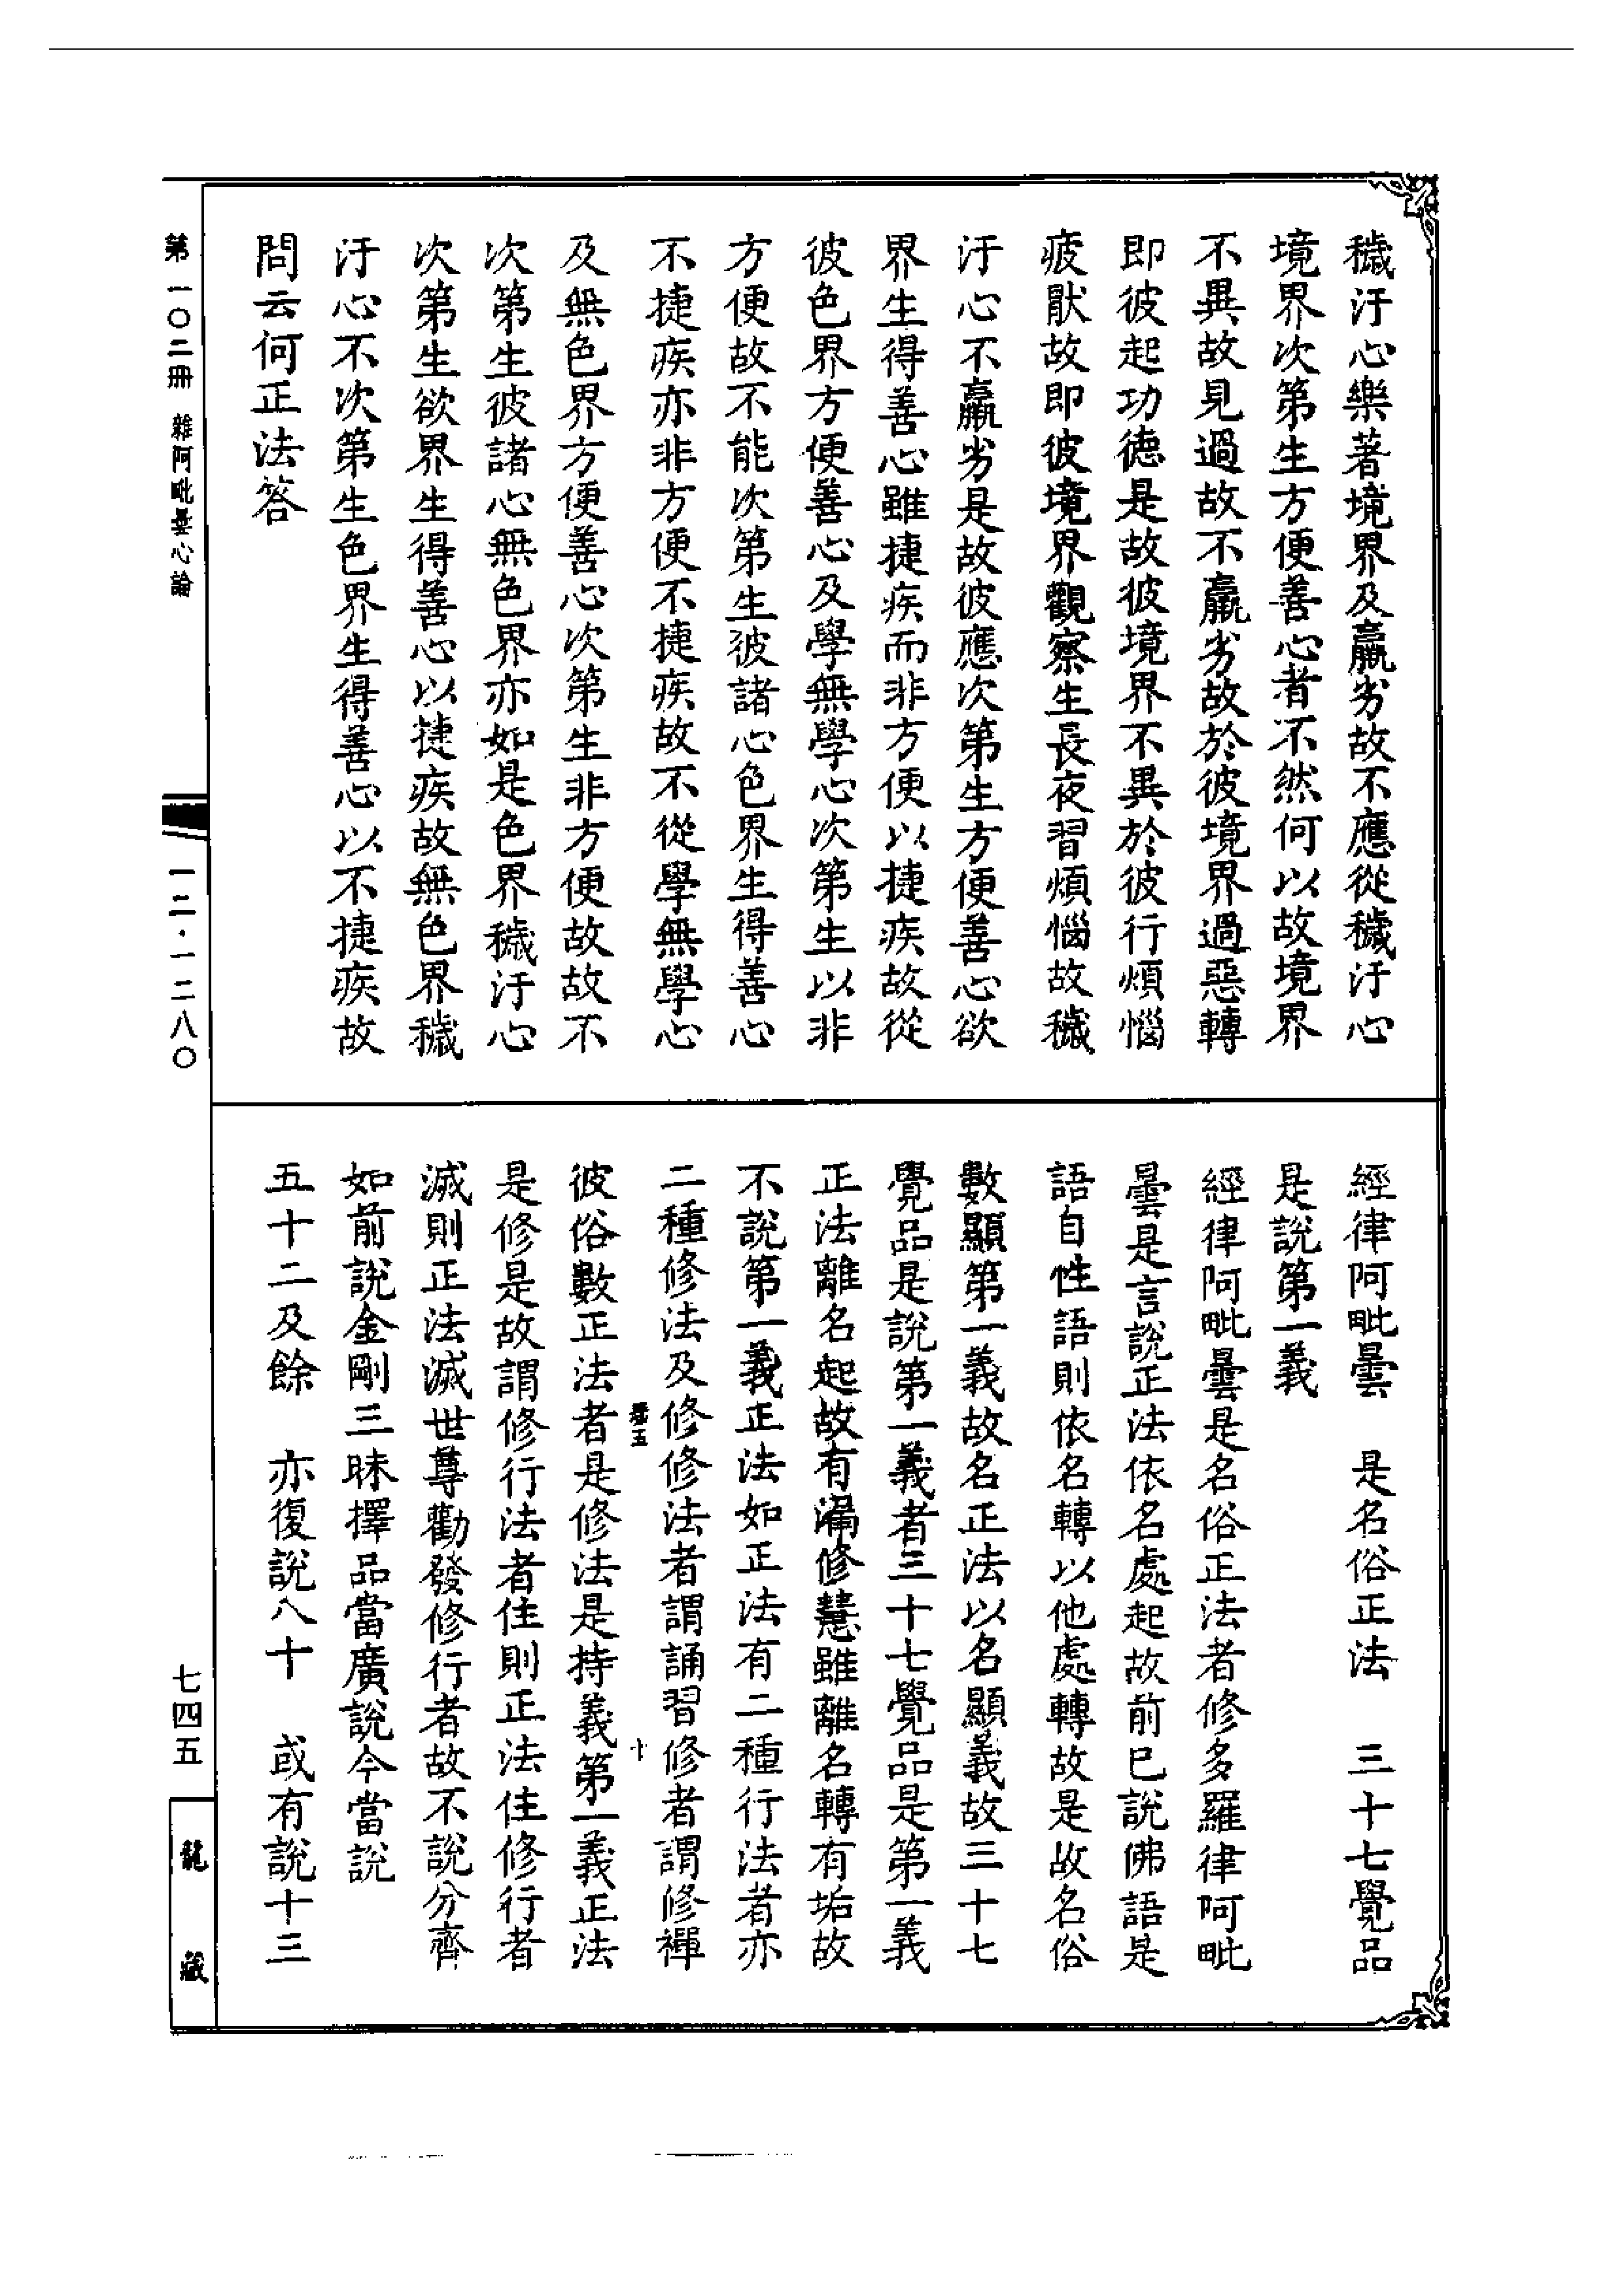 穢汙心樂著境界及羸劣故不應從穢汙心
境界次第生方便善心者不然何以故境界
不異故見過故不羸劣故於彼境界過惡轉
即彼起功德是故彼境界不異於彼行煩惱
疲猒故即彼境界觀察生長夜習煩惱故穢
汙心不羸劣是故彼應次第生方便善心欲
界生得善心雖捷疾而非方便以捷疾故從
彼色界方便善心及學無學心次第生以非
方便故不能次第生彼諸心色界生得善心
不捷疾亦非方便不捷疾故不從學無學心
及無色界方便善心次第生非方便故故不
次第生彼諸心無色界亦如是色界穢汙心
次第生欲界生得善心以捷疾故無色界穢
汙心不次第生色界生得善心以不捷疾故
問云何正法答
經律阿毗曇　是名俗正法　三十七覺品
是說第一義
經律阿毗曇是名俗正法者修多羅律阿毗
曇是言說正法依名處起故前已說佛語是
語自性語則依名轉以他處轉故是故名俗
數顯第一義故名正法以名顯義故三十七
覺品是說第一義者三十七覺品是第一義
正法離名起故有漏修慧雖離名轉有垢故
不說第一義正法如正法有二種行法者亦
二種修法及修修法者謂誦習修者謂修禪
卷五
十
彼俗數正法者是修法是持義第一義正法
是修是故謂修行法者住則正法住修行者
滅則正法滅世尊勸發修行者故不說分齊
如前說金剛三昧擇品當廣說今當說
五十二及餘　亦復說八十　或有說十三
第一〇二冊　雜阿毗曇心論
一二·一二八〇
七四五
龍藏